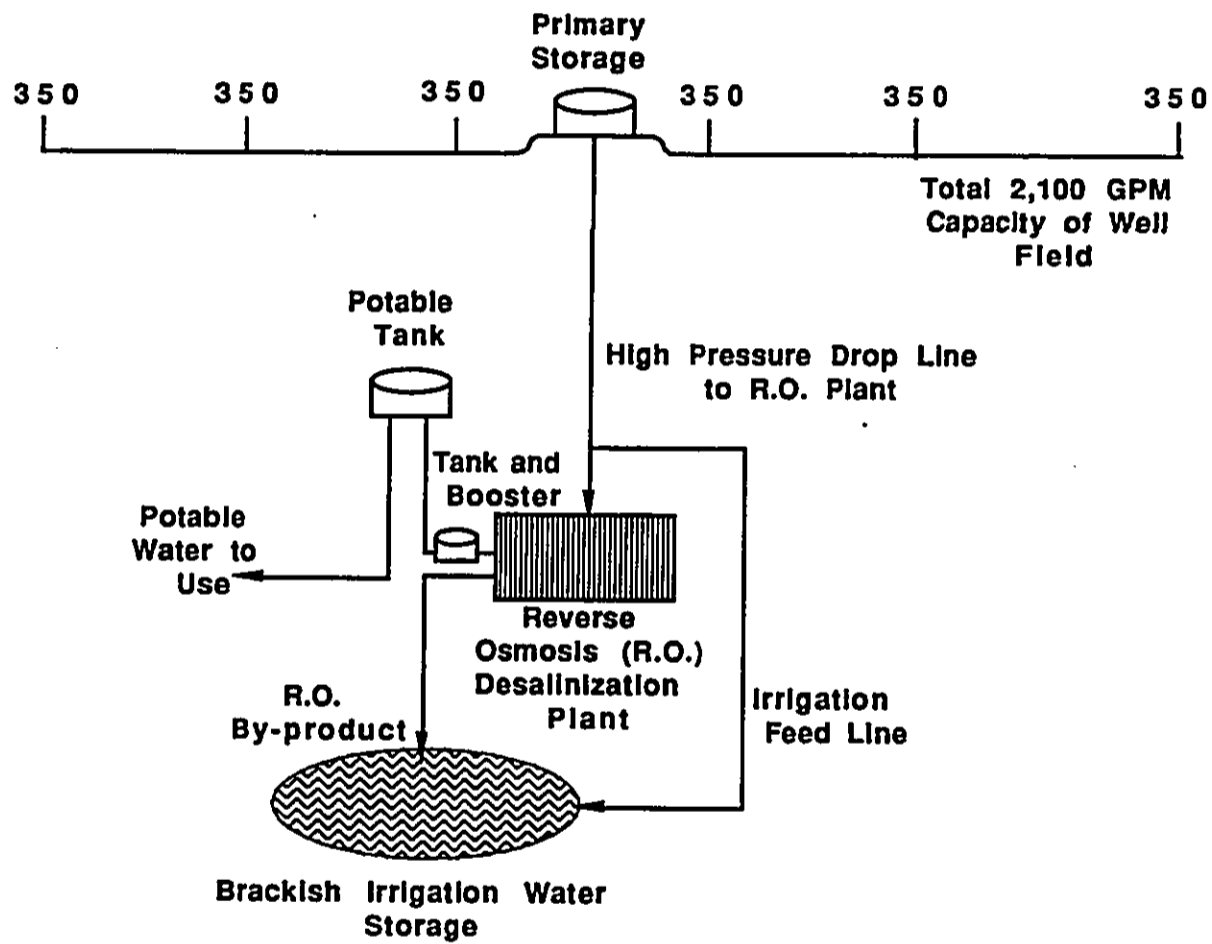 Primary
Storage
350 350 350 350 350 350
Total 2,100 GPM
Capacity of Well
Field
Potable
Tank
High Pressure Drop Line
to R.O. Plant
Tank and
Booster
Potable
Water to
Use
Reverse
Osmosis (R.O.)
Desalinization
Plant
R.O.
By-product
Irrigation
Feed Line
Brackish Irrigation Water
Storage